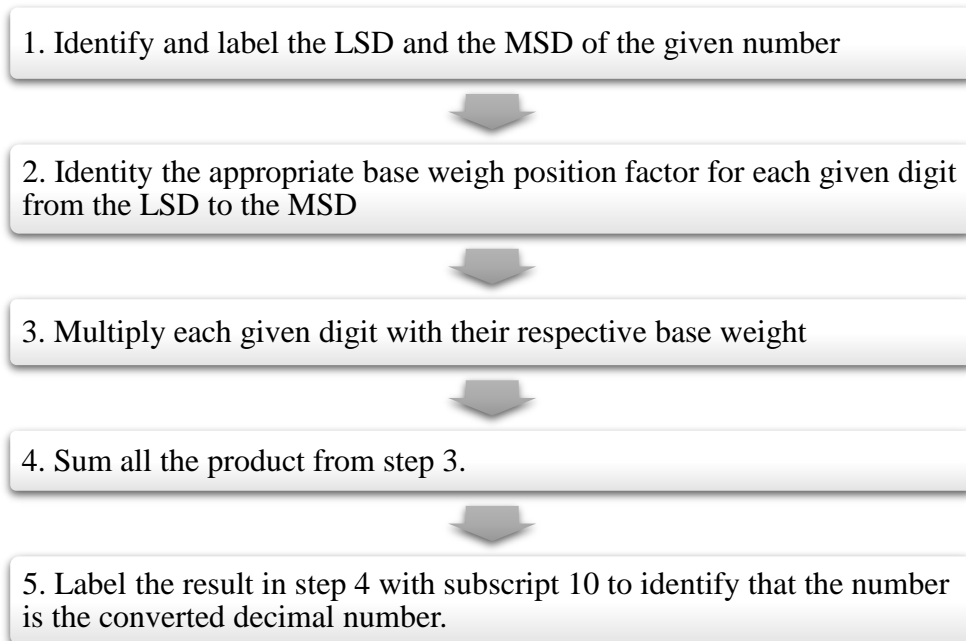 1. Identify and label the LSD and the MSD of the given number
2. Identity the appropriate base weigh position factor for each given digit
from the LSD to the MSD
3. Multiply each given digit with their respective base weight
4. Sum all the product from step 3.
5. Label the result in step 4 with subscript 10 to identify that the number
is the converted decimal number.